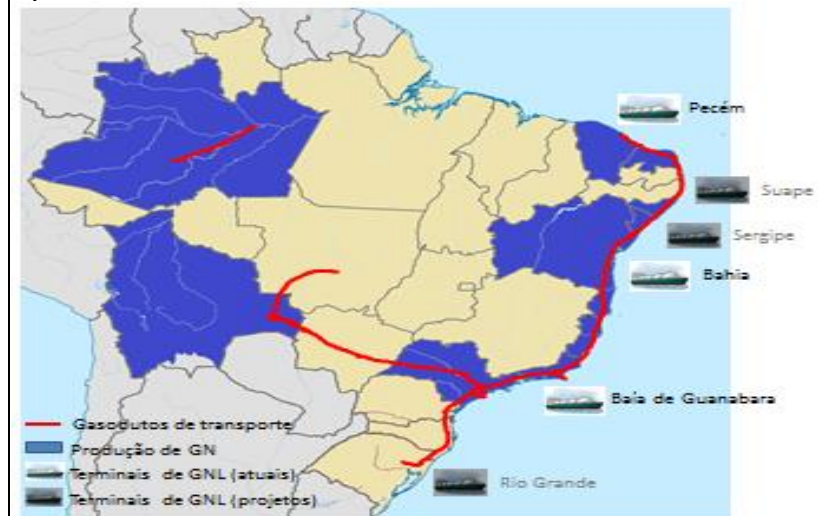 Pecém
Suape
Sergipe
Bahia
Baía de Guanabara
Gasodutos de transporte
Produção de GN
Terminais de GNL (atuais)
Terminais de GNL (projetos)
Rio Grande